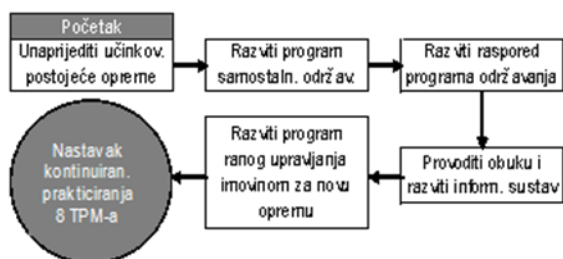 Početak
Unaprijediti učinkov.
postojeće opreme
Razviti program
samostaln. održav.
Razviti raspored
programa održavanja
Provoditi obuku i
razviti inform. sustav
Razviti program
ranog upravljanja
imovinom za novu
opremu
Nastavak
kontinuiran.
prakticiranja
8 TPM-a